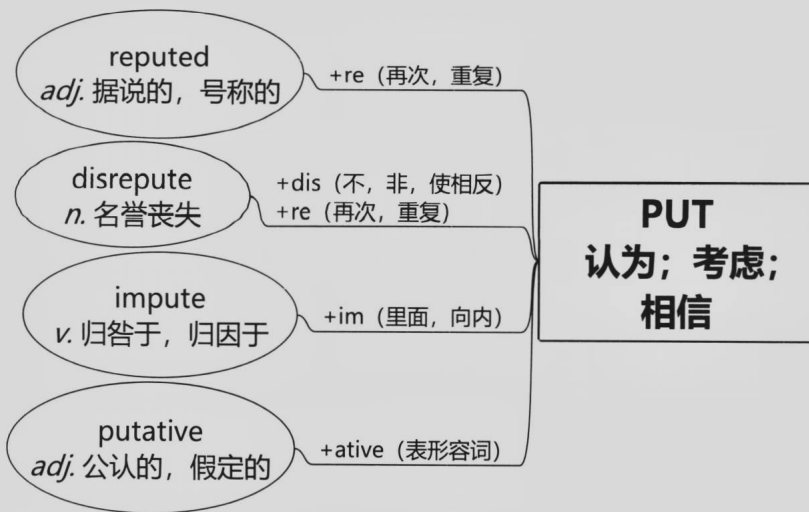 reputed
adj. 据说的，号称的
+re（再次，重复）
disrepute
n. 名誉丧失
+dis（不，非，使相反）
+re（再次，重复）
impute
v. 归咎于，归因于
+im（里面，向内）
putative
adj. 公认的，假定的
+ative（表形容词）
PUT
认为；考虑；
相信